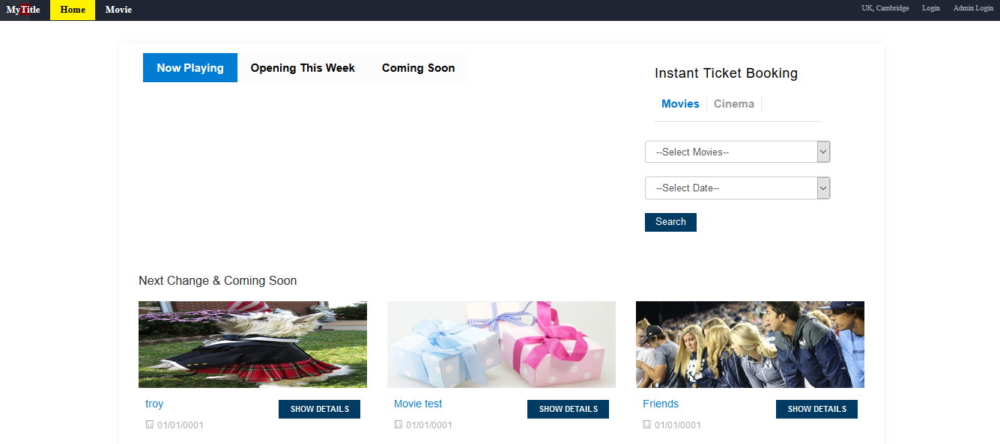 MyTitle Home Movie UK, Cambridge Login Admin Login
Now Playing Opening This Week Coming Soon
Instant Ticket Booking
Movies Cinema
--Select Movies--
--Select Date--
Search
Next Change & Coming Soon
troy SHOW DETAILS
01/01/0001
Movie test SHOW DETAILS
01/01/0001
Friends SHOW DETAILS
01/01/0001